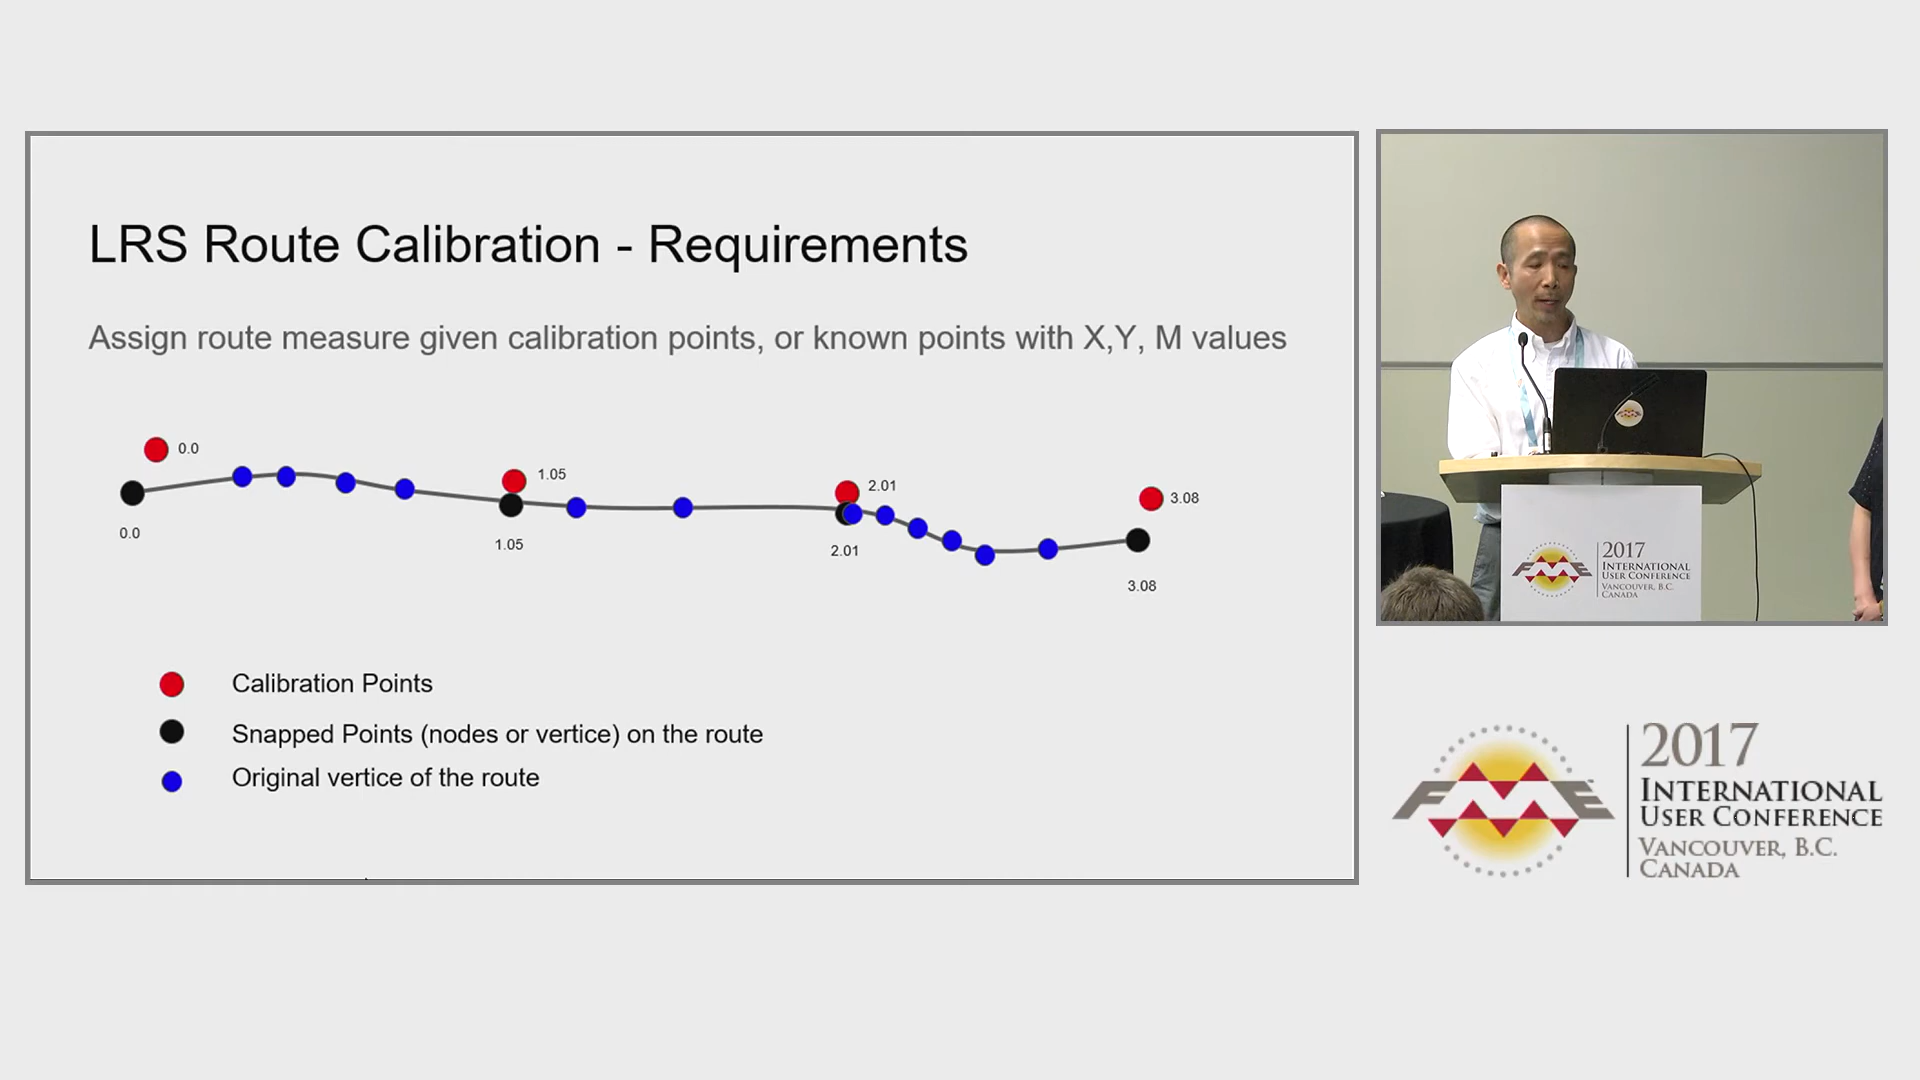 LRS Route Calibration - Requirements
Assign route measure given calibration points, or known points with X,Y, M values
0.0
1.05
2.01
3.08
0.0
1.05
2.01
3.08
Calibration Points
Snapped Points (nodes or vertice) on the route
Original vertice of the route
FME
2017
INTERNATIONAL
USER CONFERENCE
VANCOUVER, B.C.
CANADA
FME
2017
INTERNATIONAL
USER CONFERENCE
VANCOUVER, B.C.
CANADA